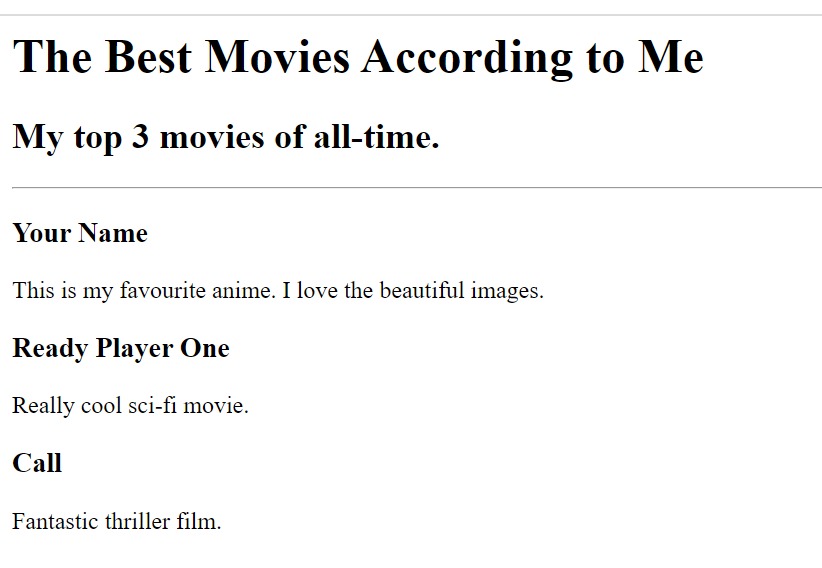 The Best Movies According to Me
My top 3 movies of all-time.
Your Name
This is my favourite anime. I love the beautiful images.
Ready Player One
Really cool sci-fi movie.
Call
Fantastic thriller film.